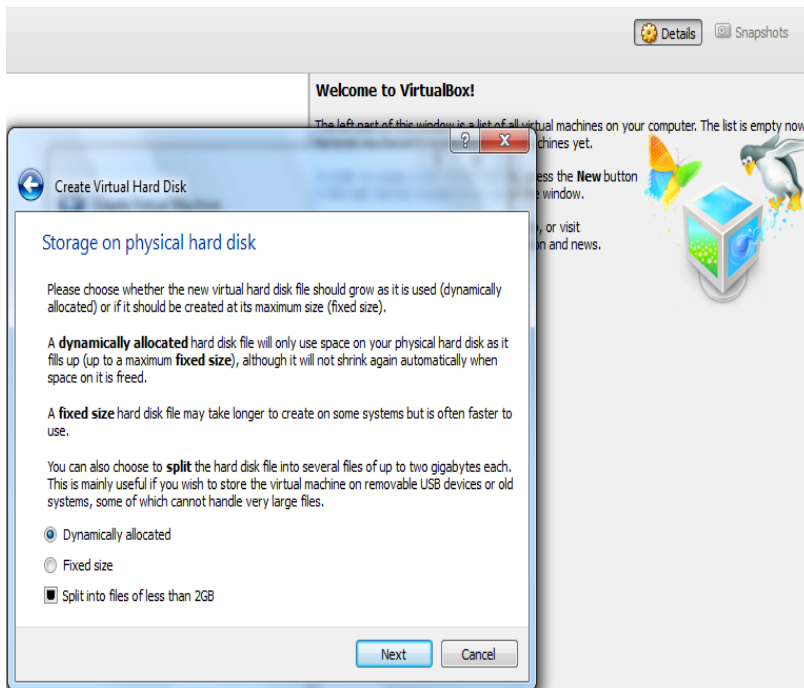 Details
Snapshots
Welcome to VirtualBox!
The left part of this window is a list of all virtual machines on your computer. The list is empty now
chines yet.
ess the New button
window.
, or visit
on and news.
?
X
Create Virtual Hard Disk
Storage on physical hard disk
Please choose whether the new virtual hard disk file should grow as it is used (dynamically
allocated) or if it should be created at its maximum size (fixed size).
A dynamically allocated hard disk file will only use space on your physical hard disk as it
fills up (up to a maximum fixed size), although it will not shrink again automatically when
space on it is freed.
A fixed size hard disk file may take longer to create on some systems but is often faster to
use.
You can also choose to split the hard disk file into several files of up to two gigabytes each.
This is mainly useful if you wish to store the virtual machine on removable USB devices or old
systems, some of which cannot handle very large files.
Dynamically allocated
Fixed size
Split into files of less than 2GB
Next
Cancel